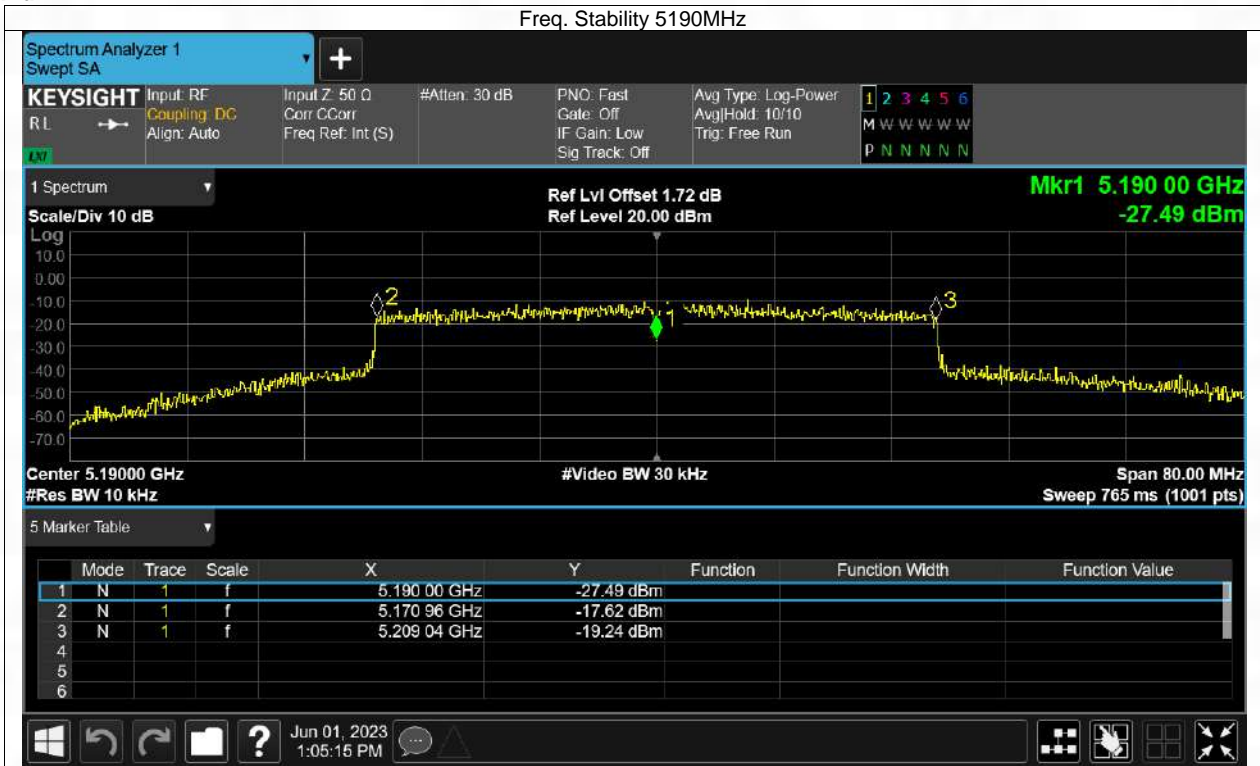 Freq. Stability 5190MHz
Spectrum Analyzer 1
Swept SA
+
KEYSIGHT
RL
LXI
Input: RF
Coupling: DC
Align: Auto
Input Z: 50 Ω
Corr CCorr
Freq Ref: Int (S)
#Atten: 30 dB
PNO: Fast
Gate: Off
IF Gain: Low
Sig Track: Off
Avg Type: Log-Power
Avg|Hold: 10/10
Trig: Free Run
1 2 3 4 5 6
M W W W W W
P N N N N N
1 Spectrum
Scale/Div 10 dB
Ref Lvl Offset 1.72 dB
Ref Level 20.00 dBm
Mkr1 5.190 00 GHz
-27.49 dBm
Log
10.0
0.00
-10.0
-20.0
-30.0
-40.0
-50.0
-60.0
-70.0
2
1
3
Center 5.19000 GHz
#Video BW 30 kHz
Span 80.00 MHz
#Res BW 10 kHz
Sweep 765 ms (1001 pts)
5 Marker Table
Mode Trace Scale X Y Function Function Width Function Value
1 N 1 f 5.190 00 GHz -27.49 dBm
2 N 1 f 5.170 96 GHz -17.62 dBm
3 N 1 f 5.209 04 GHz -19.24 dBm
4
5
6
?
Jun 01, 2023
1:05:15 PM